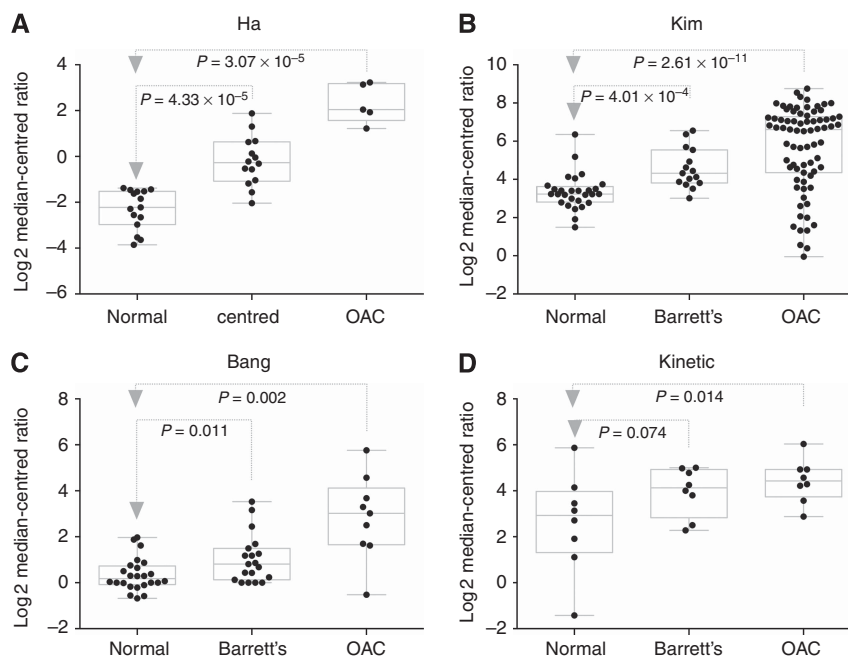 A
Ha
Log2 median-centred ratio
4
2
0
–2
–4
–6
P = 3.07 × 10⁻⁵
P = 4.33 × 10⁻⁵
Normal
centred
OAC
B
Kim
Log2 median-centred ratio
10
8
6
4
2
0
–2
P = 2.61 × 10⁻¹¹
P = 4.01 × 10⁻⁴
Normal
Barrett's
OAC
C
Bang
Log2 median-centred ratio
8
6
4
2
0
–2
P = 0.002
P = 0.011
Normal
Barrett's
OAC
D
Kinetic
Log2 median-centred ratio
8
6
4
2
0
–2
P = 0.014
P = 0.074
Normal
Barrett's
OAC